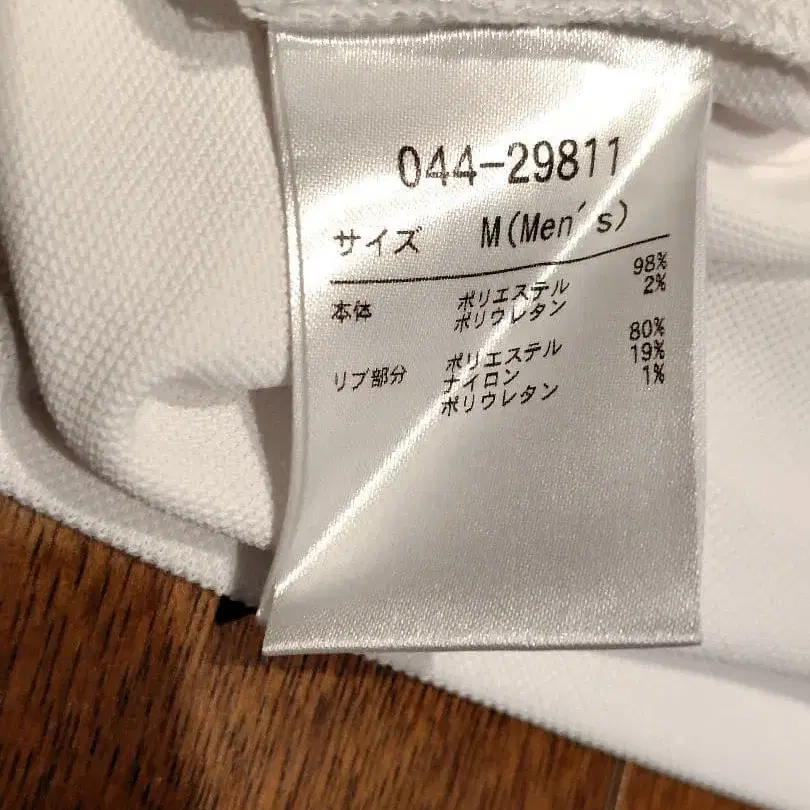 044-29811
サイズ M(Men's)
本体 ポリエステル 98%
ポリウレタン 2%
リブ部分 ポリエステル 80%
ナイロン 19%
ポリウレタン 1%